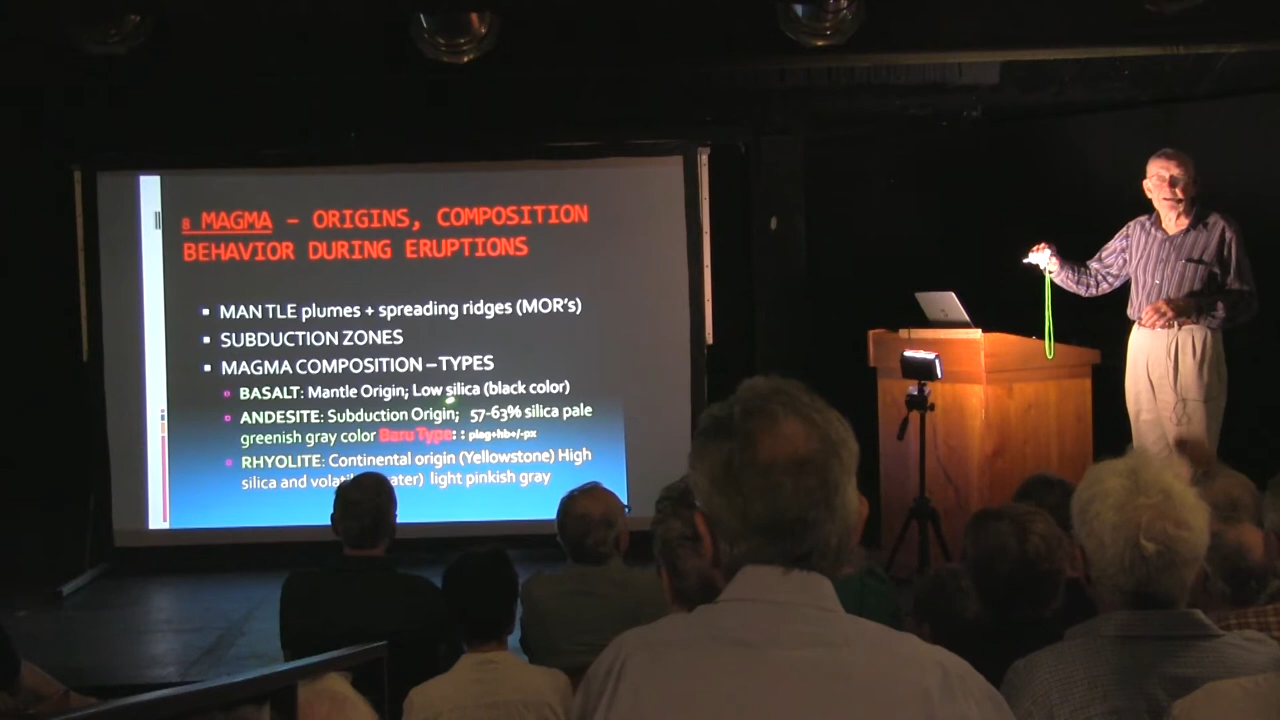 8 MAGMA – ORIGINS, COMPOSITION
BEHAVIOR DURING ERUPTIONS
MANTLE plumes + spreading ridges (MOR's)
SUBDUCTION ZONES
MAGMA COMPOSITION – TYPES
BASALT: Mantle Origin; Low silica (black color)
ANDESITE: Subduction Origin; 57-63% silica pale
greenish gray color Baru Type: : plag+hb+/-px
RHYOLITE: Continental origin (Yellowstone) High
silica and light pinkish gray